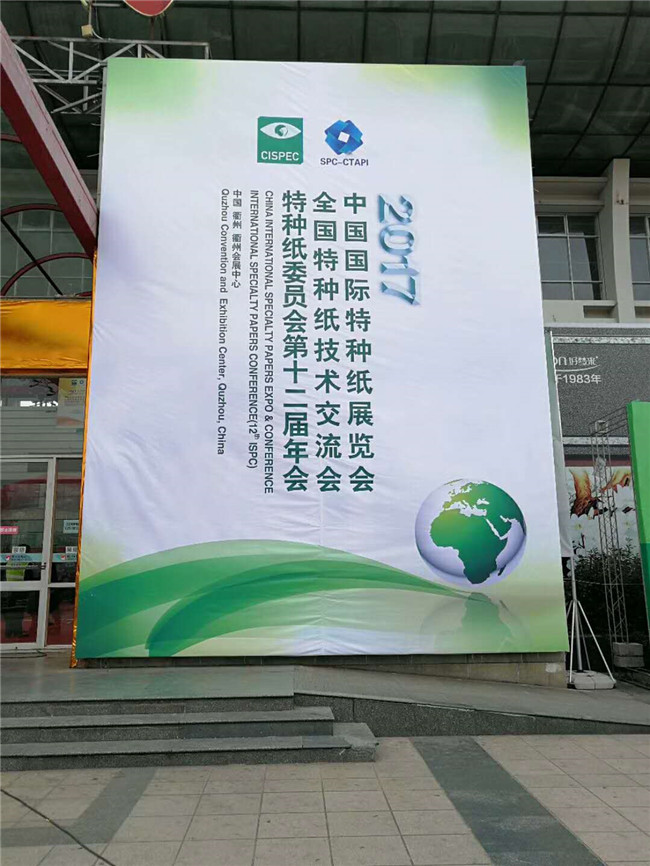 CISPEC
SPC-CTAPI
2017
中国国际特种纸展览会
全国特种纸技术交流会
特种纸委员会第十二届年会
CHINA INTERNATIONAL SPECIALTY PAPERS EXPO & CONFERENCE
INTERNATIONAL SPECIALTY PAPERS CONFERENCE(12th ISPC)
中国 衢州 衢州会展中心
Quzhou Convention and Exhibition Center, Quzhou, China
1983年